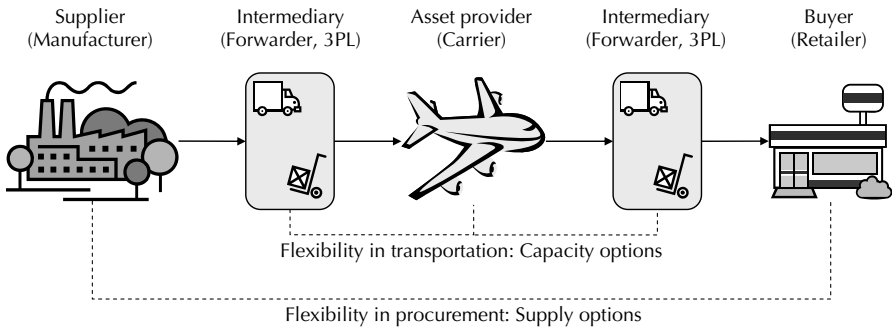 Supplier
(Manufacturer)
Intermediary
(Forwarder, 3PL)
Asset provider
(Carrier)
Intermediary
(Forwarder, 3PL)
Buyer
(Retailer)
Flexibility in transportation: Capacity options
Flexibility in procurement: Supply options